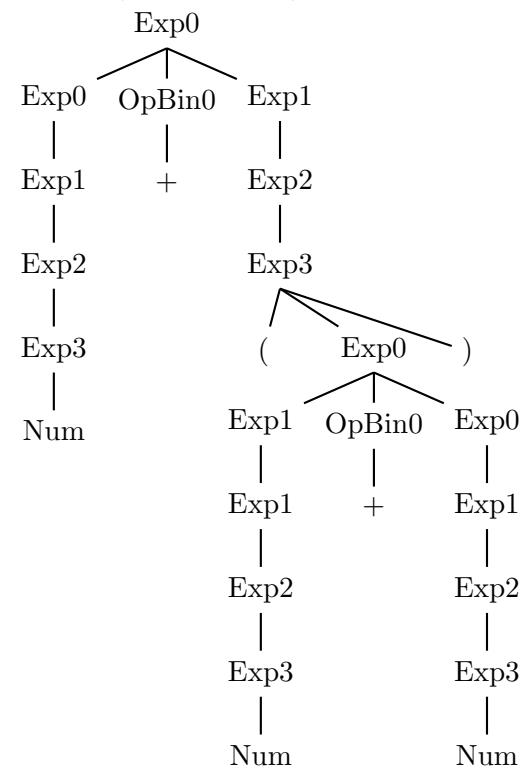 Exp0
Exp0 OpBin0 Exp1
Exp1 + Exp2
Exp2 Exp3
Exp3 ( Exp0 )
Num Exp1 OpBin0 Exp0
Exp1 + Exp1
Exp2 Exp2
Exp3 Exp3
Num Num